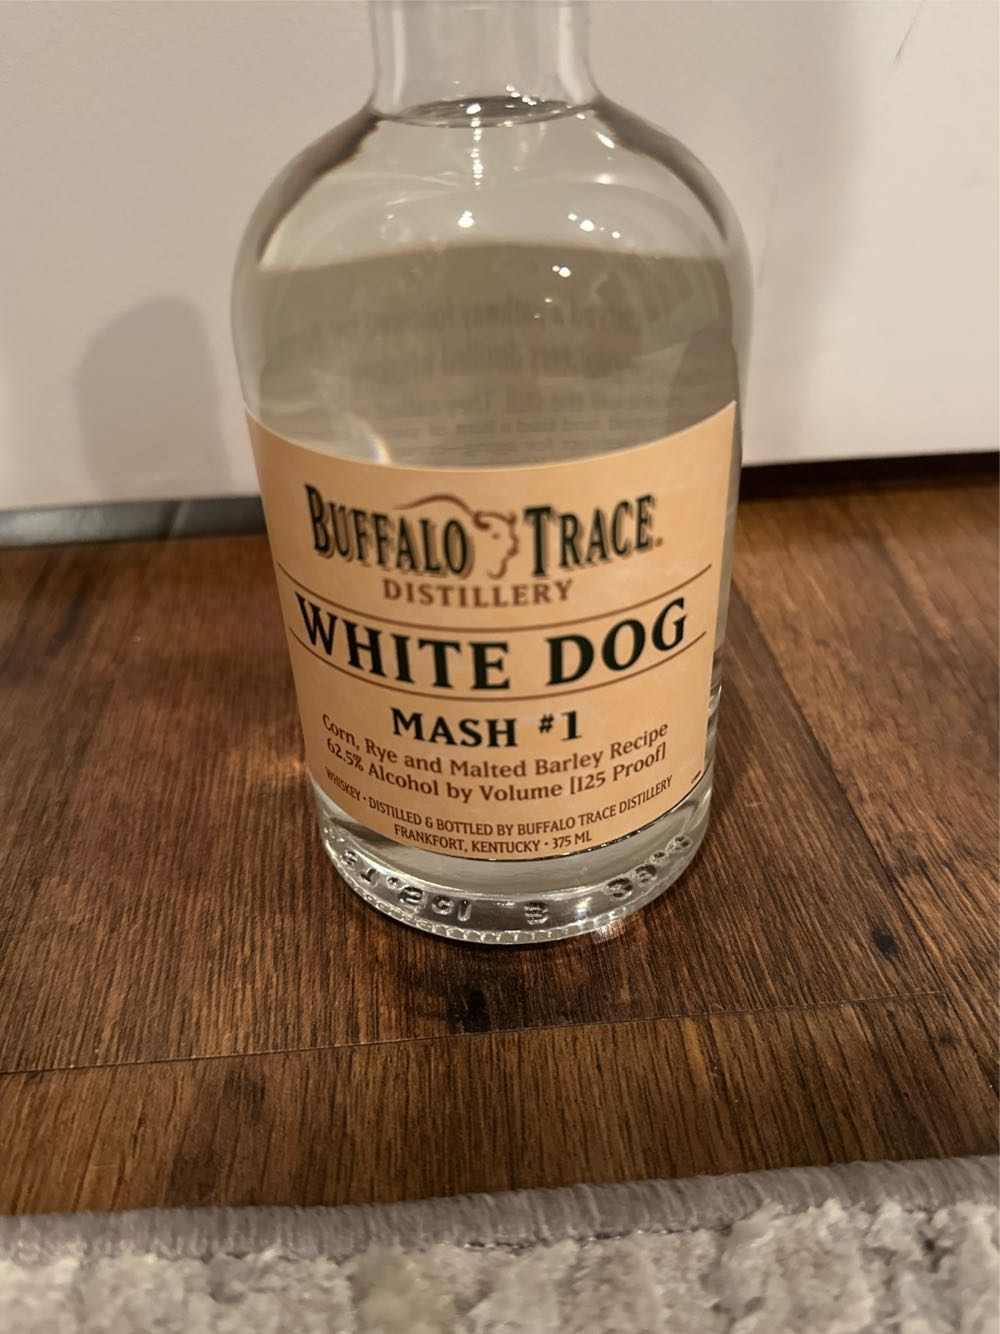 BUFFALO TRACE
DISTILLERY
WHITE DOG
MASH #1
Corn, Rye and Malted Barley Recipe
62.5% Alcohol by Volume [125 Proof]
WHISKEY • DISTILLED & BOTTLED BY BUFFALO TRACE DISTILLERY
FRANKFORT, KENTUCKY • 375 ML